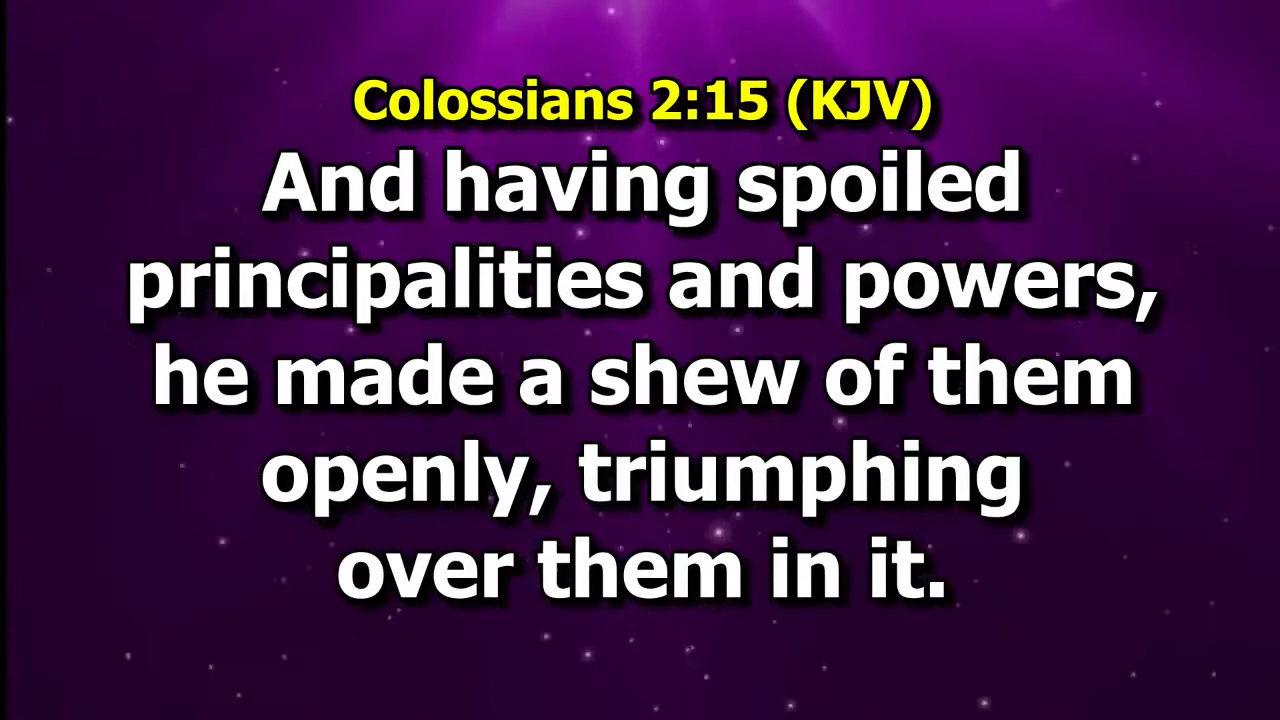 Colossians 2:15 (KJV)
And having spoiled
principalities and powers,
he made a shew of them
openly, triumphing
over them in it.